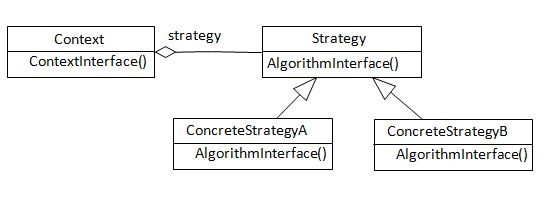 Context
ContextInterface()
strategy
Strategy
AlgorithmInterface()
ConcreteStrategyA
AlgorithmInterface()
ConcreteStrategyB
AlgorithmInterface()